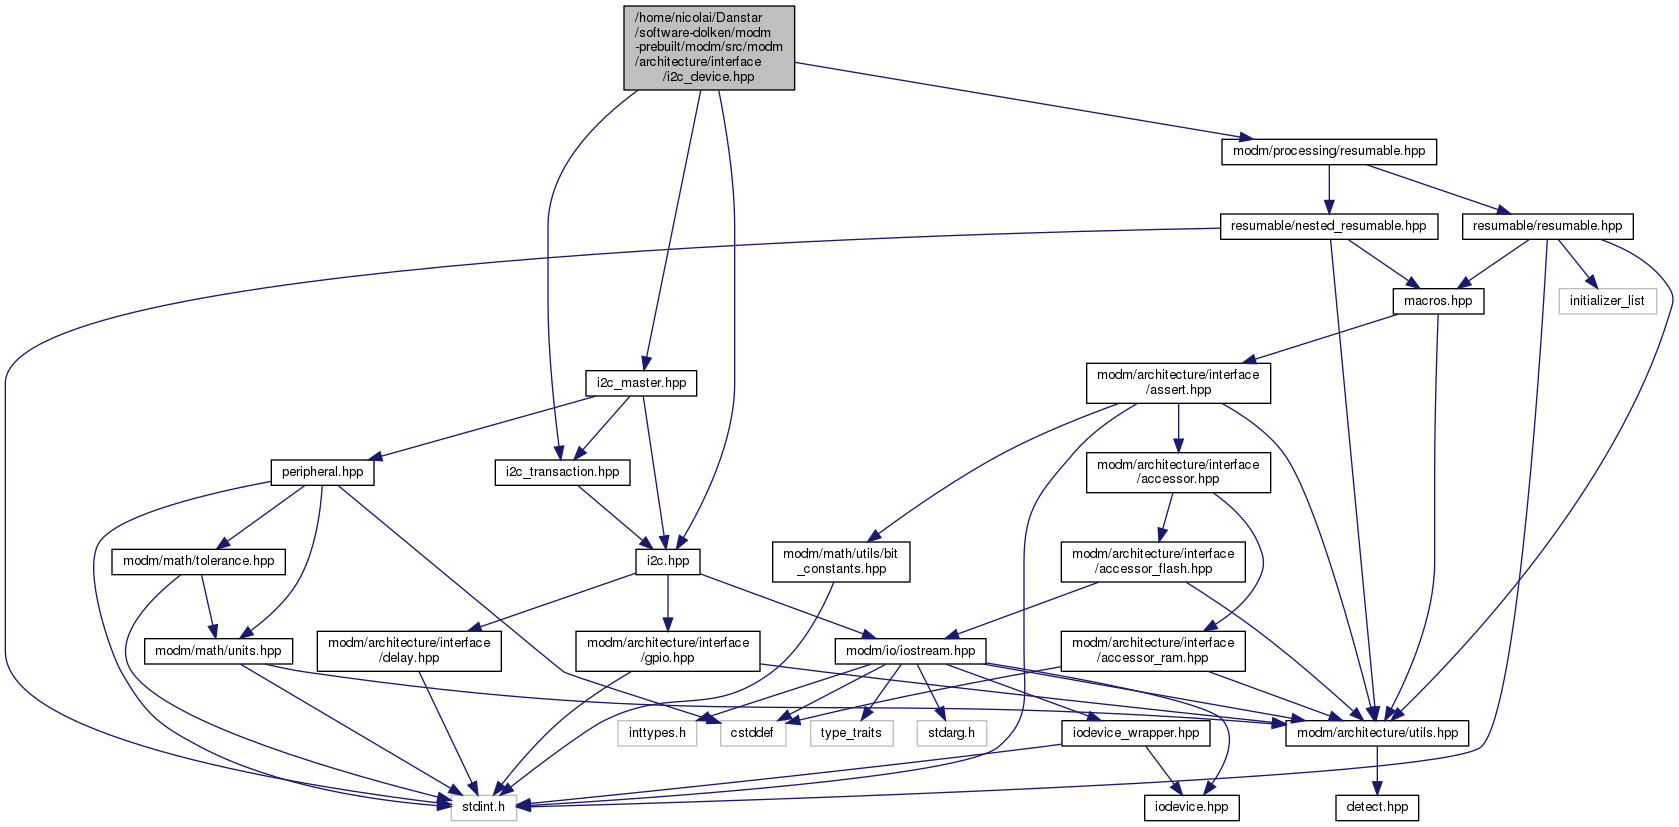 /home/nicolai/Danstar
/software-dolken/modm
-prebuilt/modm/src/modm
/architecture/interface
/i2c_device.hpp
modm/processing/resumable.hpp
resumable/nested_resumable.hpp
resumable/resumable.hpp
macros.hpp
initializer_list
i2c_master.hpp
modm/architecture/interface
/assert.hpp
peripheral.hpp
i2c_transaction.hpp
modm/architecture/interface
/accessor.hpp
modm/math/tolerance.hpp
i2c.hpp
modm/math/utils/bit
_constants.hpp
modm/architecture/interface
/accessor_flash.hpp
modm/math/units.hpp
modm/architecture/interface
/delay.hpp
modm/architecture/interface
/gpio.hpp
modm/io/iostream.hpp
modm/architecture/interface
/accessor_ram.hpp
inttypes.h
cstddef
type_traits
stdarg.h
iodevice_wrapper.hpp
modm/architecture/utils.hpp
stdint.h
iodevice.hpp
detect.hpp